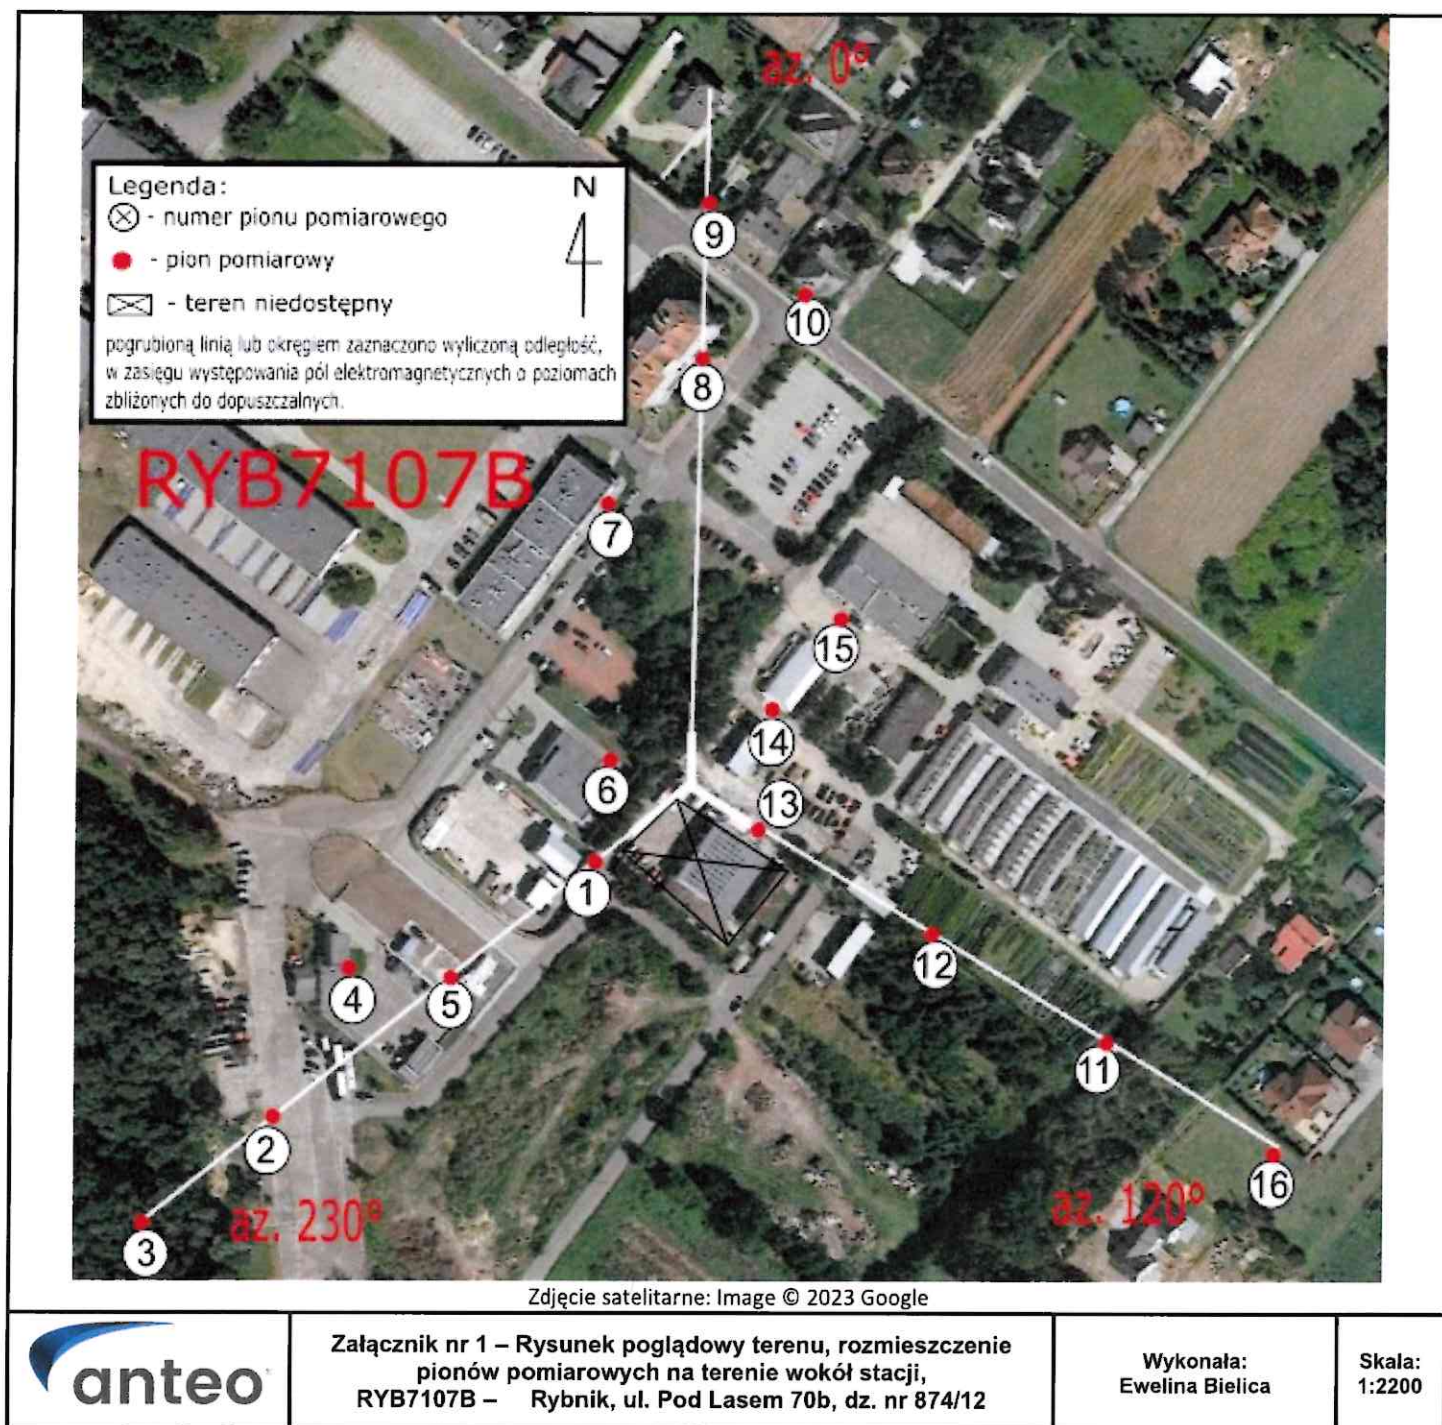 az. 0°
Legenda:
N
- numer pionu pomiarowego
- pion pomiarowy
- teren niedostępny
pogrubioną linią lub okręgiem zaznaczono wyliczoną odległość,
w zasięgu występowania pól elektromagnetycznych o poziomach
zbliżonych do dopuszczalnych.
9
10
8
RYB7107B
7
15
14
6
13
1
12
4
5
11
2
16
az. 230°
az. 120°
3
Zdjęcie satelitarne: Image © 2023 Google
anteo
Załącznik nr 1 – Rysunek poglądowy terenu, rozmieszczenie
pionów pomiarowych na terenie wokół stacji,
RYB7107B – Rybnik, ul. Pod Lasem 70b, dz. nr 874/12
Wykonała:
Ewelina Bielica
Skala:
1:2200